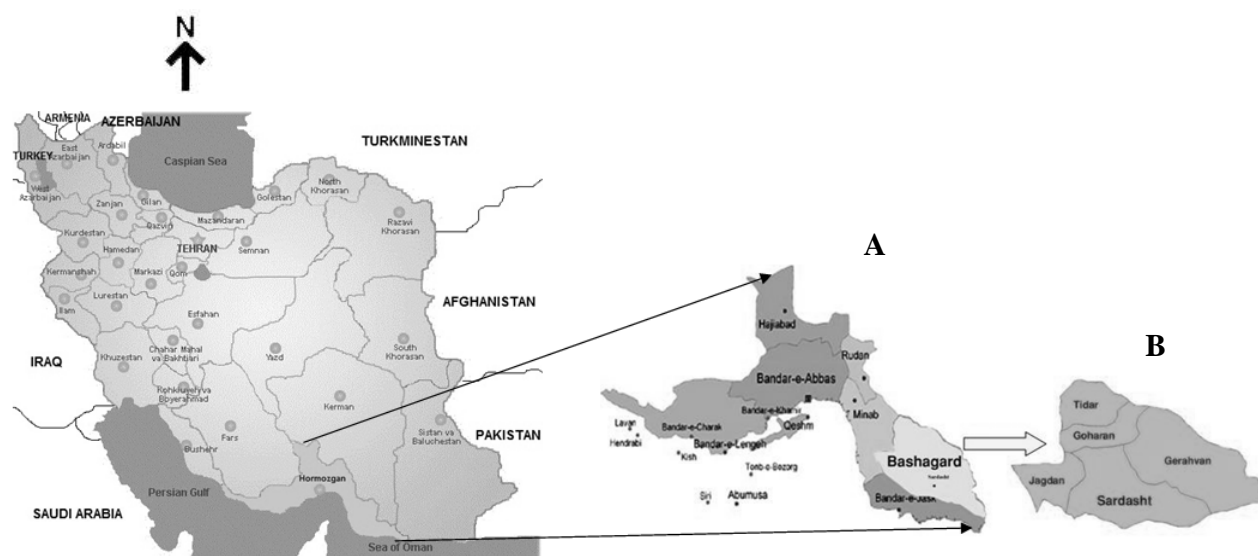 N
ARMENIA
AZERBAIJAN
TURKMINESTAN
TURKEY
East
Azarbaijan
Ardabil
Caspian Sea
West
Azarbaijan
Gilan
Zanjan
Qazvin
Mazandaran
Golestan
North
Khorasan
Razavi
Khorasan
Kurdestan
Hamedan
TEHRAN
Semnan
Kermanshah
Markazi
Qom
Ilam
Lurestan
AFGHANISTAN
Esfahan
IRAQ
Khuzestan
Chahar Mahal
va Bakhtiari
Yazd
South
Khorasan
Kohkiluyeh va
Boyerahmad
Kerman
Fars
Bushehr
Sistan va
Baluchestan
PAKISTAN
Persian Gulf
Hormozgan
SAUDI ARABIA
Sea of Oman
A
Hajiabad
Rudan
Bandar-e-Abbas
Minab
Bandar-e-Khamir
Qeshm
Lavan
Hendrabi
Bandar-e-Charak
Bandar-e-Lengeh
Kish
Tonb-e-Bozorg
Siri
Abumusa
Bashagard
Sardasht
Bandar-e-Jask
B
Tidar
Goharan
Gerahvan
Jagdan
Sardasht